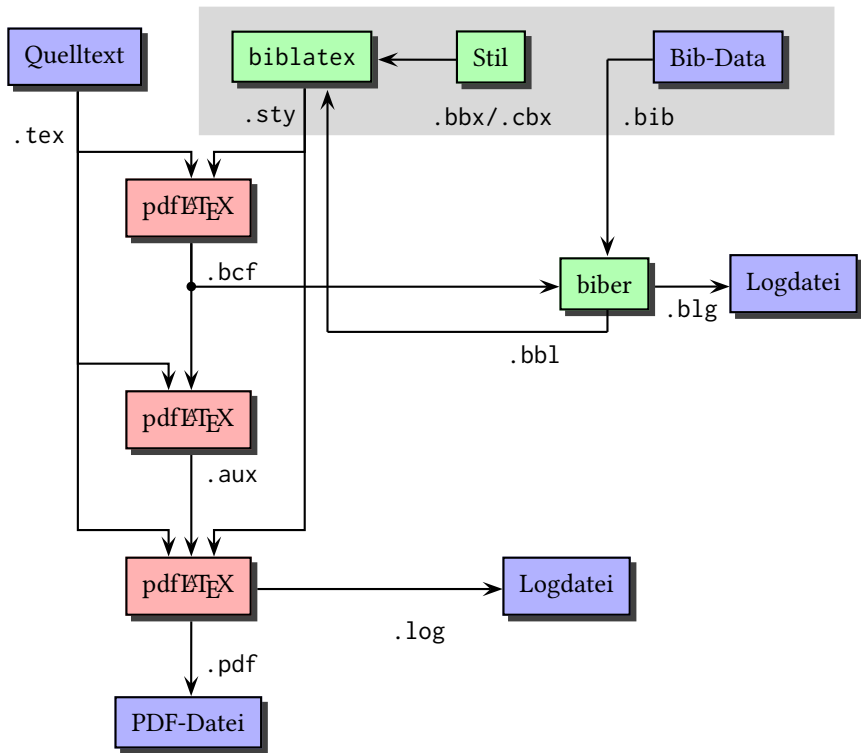 Quelltext
biblatex
Stil
Bib-Data
.sty
.bbx/.cbx
.bib
.tex
pdfLATEX
.bcf
biber
Logdatei
.blg
.bbl
pdfLATEX
.aux
pdfLATEX
Logdatei
.log
.pdf
PDF-Datei